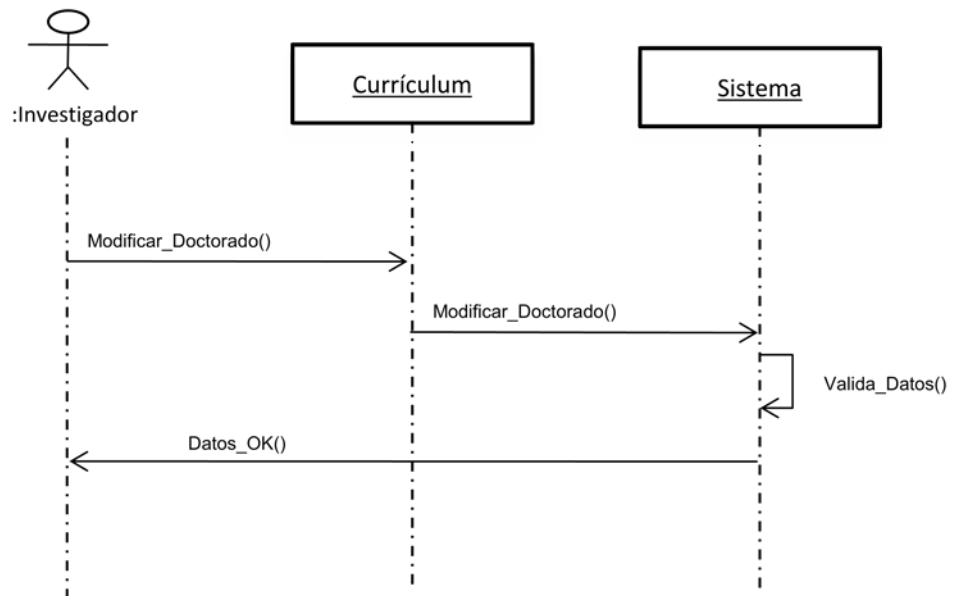 :Investigador
Currículum
Sistema
Modificar_Doctorado()
Modificar_Doctorado()
Valida_Datos()
Datos_OK()